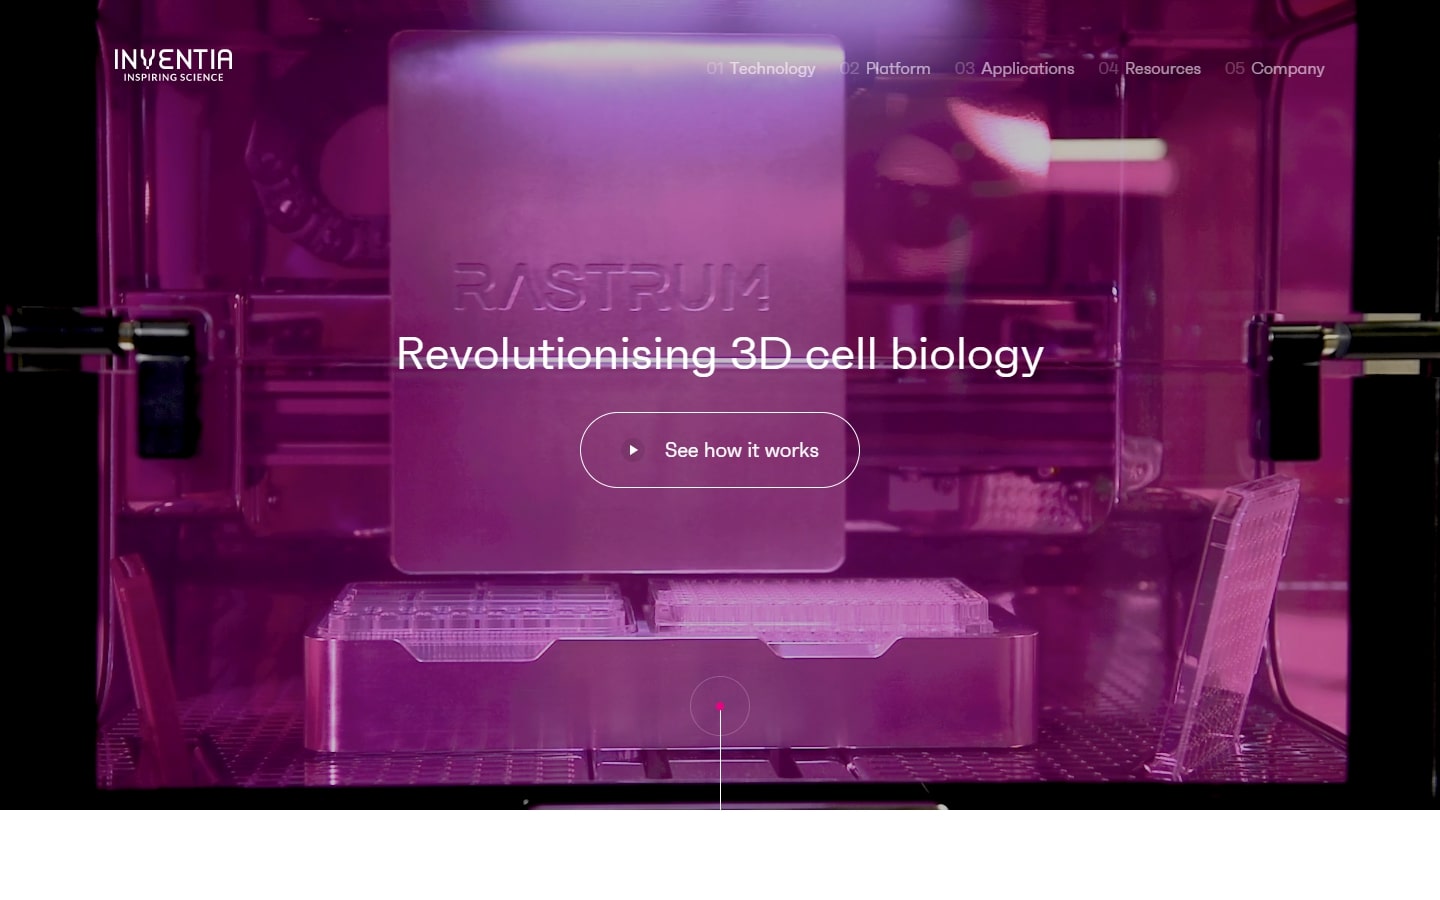 INVENTIA
INSPIRING SCIENCE
01 Technology
02 Platform
03 Applications
04 Resources
05 Company
RASTRUM
Revolutionising 3D cell biology
See how it works